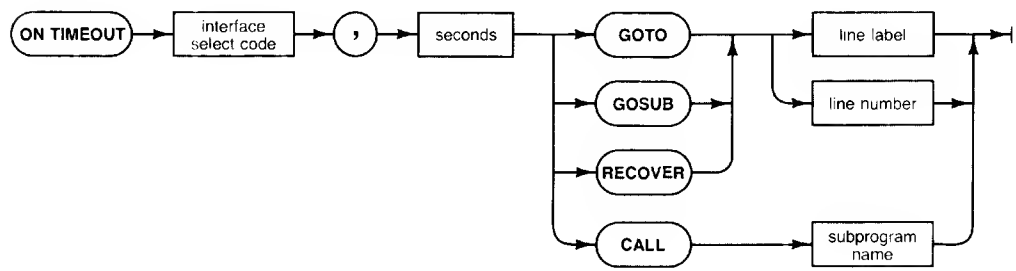 ON TIMEOUT
interface
select code
,
seconds
GOTO
line label
GOSUB
line number
RECOVER
CALL
subprogram
name